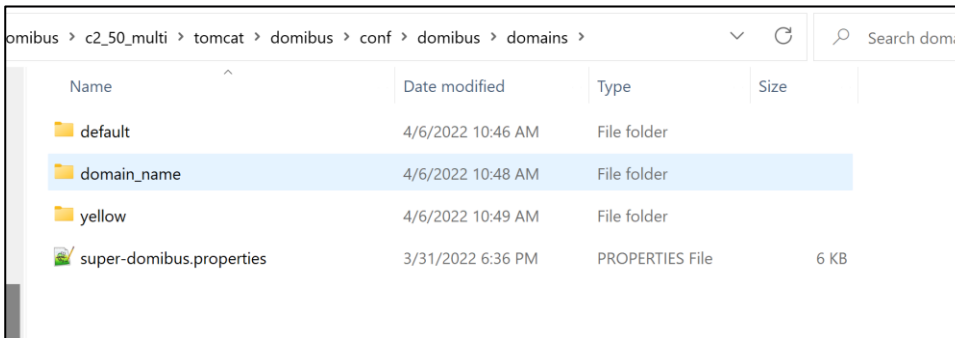 omibus > c2_50_multi > tomcat > domibus > conf > domibus > domains > Search doma
Name Date modified Type Size
default 4/6/2022 10:46 AM File folder
domain_name 4/6/2022 10:48 AM File folder
yellow 4/6/2022 10:49 AM File folder
super-domibus.properties 3/31/2022 6:36 PM PROPERTIES File 6 KB